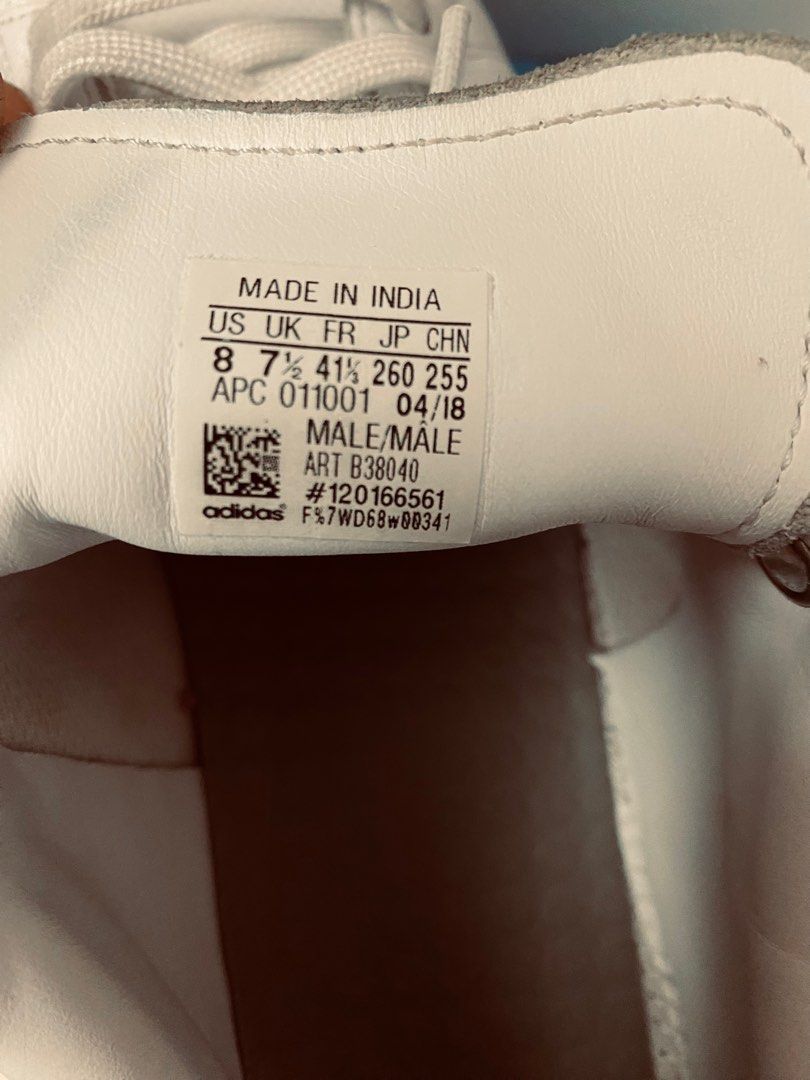 MADE IN INDIA
US UK FR JP CHN
8 7½ 41⅓ 260 255
APC 011001 04/18
MALE/MÂLE
ART B38040
#120166561
adidas F%7WD68w00341